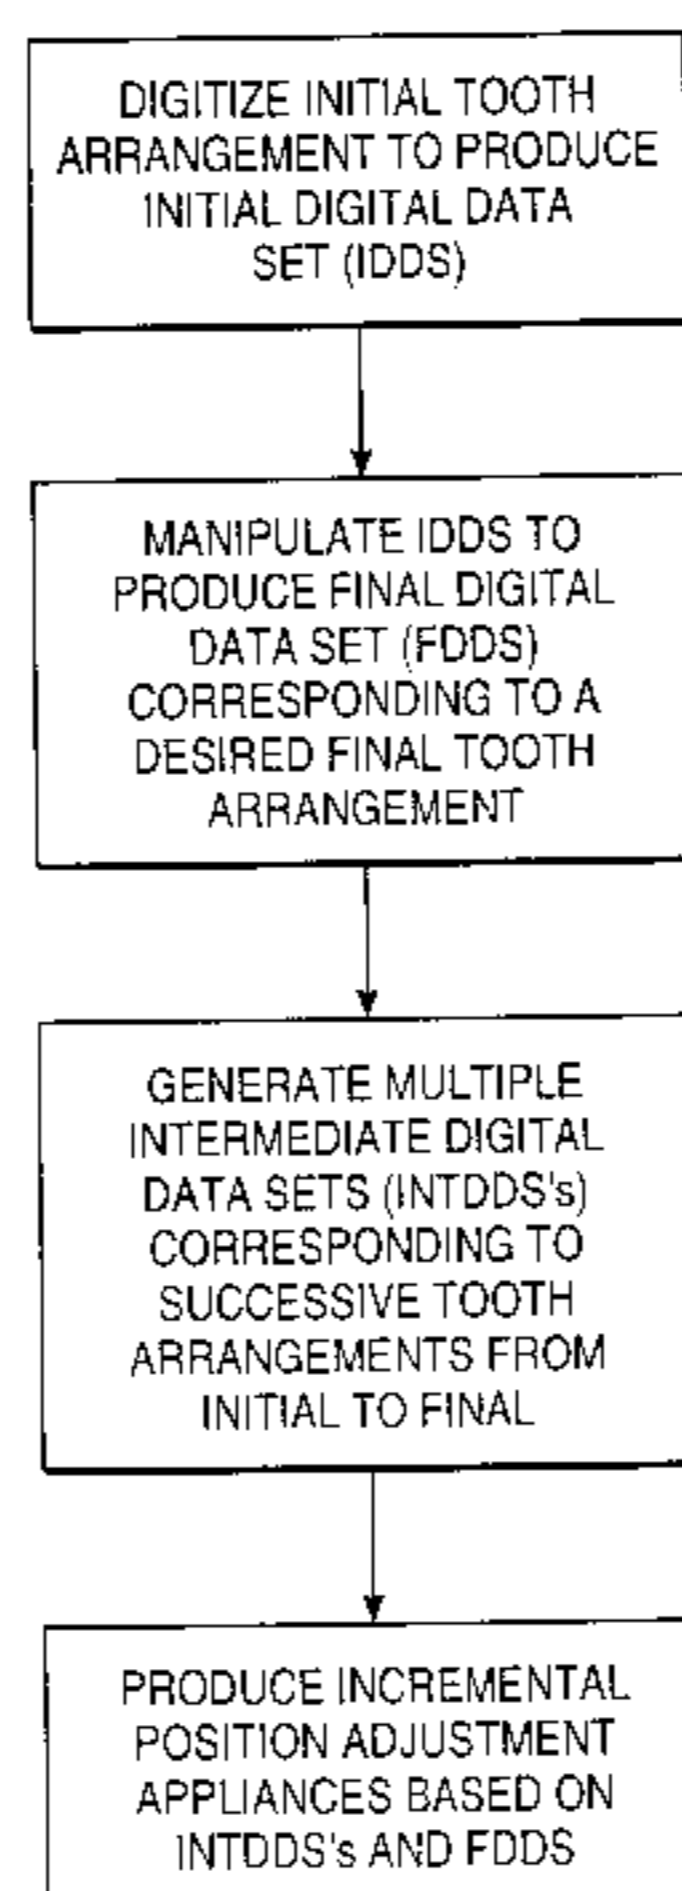 DIGITIZE INITIAL TOOTH
ARRANGEMENT TO PRODUCE
INITIAL DIGITAL DATA
SET (IDDS)
MANIPULATE IDDS TO
PRODUCE FINAL DIGITAL
DATA SET (FDDS)
CORRESPONDING TO A
DESIRED FINAL TOOTH
ARRANGEMENT
GENERATE MULTIPLE
INTERMEDIATE DIGITAL
DATA SETS (INTDDS's)
CORRESPONDING TO
SUCCESSIVE TOOTH
ARRANGEMENTS FROM
INITIAL TO FINAL
PRODUCE INCREMENTAL
POSITION ADJUSTMENT
APPLIANCES BASED ON
INTDDS's AND FDDS